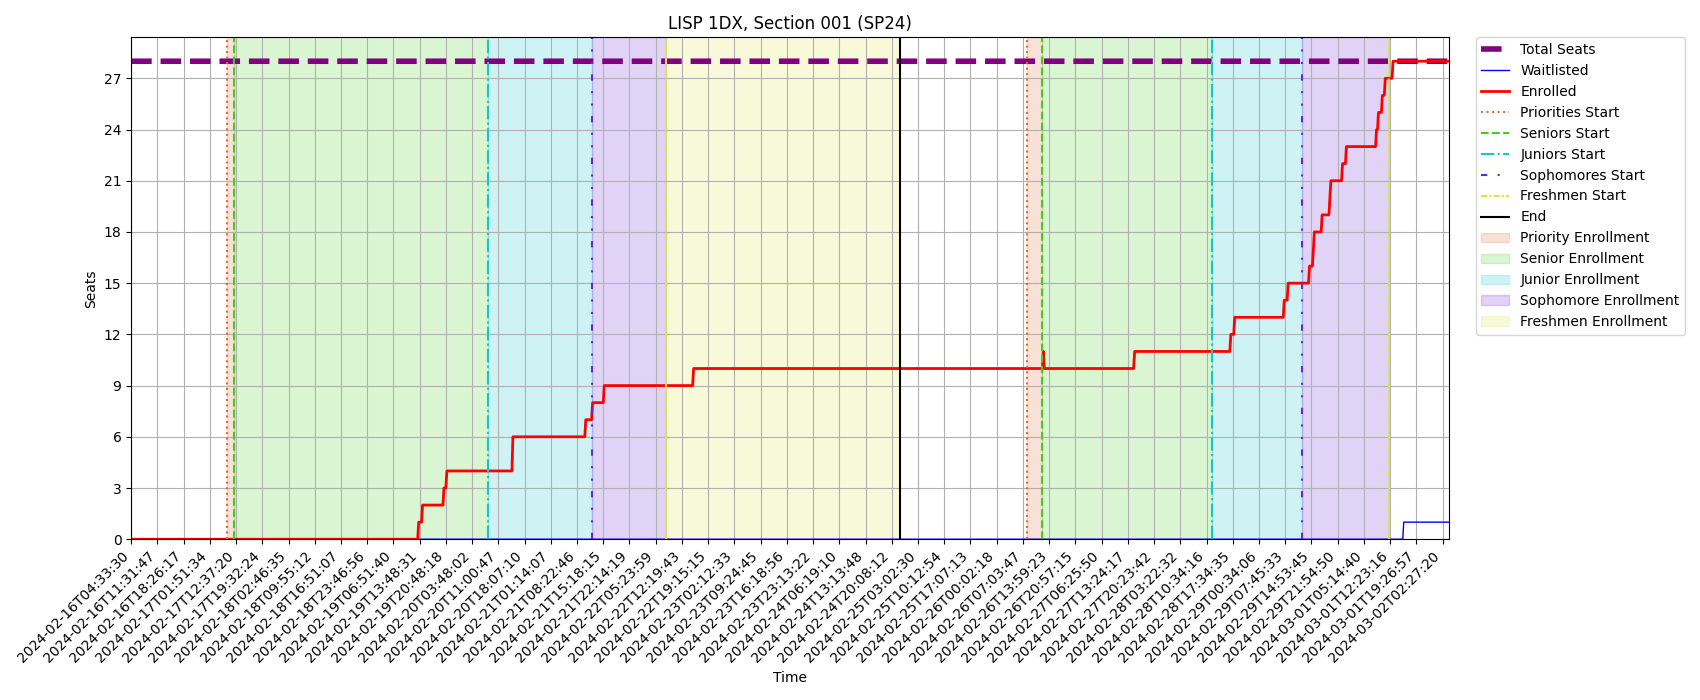 LISP 1DX, Section 001 (SP24)
Seats
27
24
21
18
15
12
9
6
3
0
2024-02-16T04:33:30
2024-02-16T11:31:47
2024-02-16T18:26:17
2024-02-17T01:51:34
2024-02-17T12:37:20
2024-02-17T19:32:24
2024-02-18T02:46:35
2024-02-18T09:55:12
2024-02-18T16:51:07
2024-02-18T23:46:56
2024-02-19T06:51:40
2024-02-19T13:48:31
2024-02-19T20:48:18
2024-02-20T03:48:02
2024-02-20T11:00:47
2024-02-20T18:07:10
2024-02-21T01:14:07
2024-02-21T08:22:46
2024-02-21T15:18:15
2024-02-21T22:14:19
2024-02-22T05:23:59
2024-02-22T12:19:43
2024-02-22T19:15:15
2024-02-23T02:12:33
2024-02-23T09:24:45
2024-02-23T16:18:56
2024-02-23T23:13:22
2024-02-24T06:19:10
2024-02-24T13:13:48
2024-02-24T20:08:12
2024-02-25T03:02:30
2024-02-25T10:12:54
2024-02-25T17:07:13
2024-02-26T00:02:18
2024-02-26T07:03:47
2024-02-26T13:59:23
2024-02-26T20:57:15
2024-02-27T06:25:50
2024-02-27T13:24:17
2024-02-27T20:23:42
2024-02-28T03:22:32
2024-02-28T10:34:16
2024-02-28T17:34:35
2024-02-29T00:34:06
2024-02-29T07:45:33
2024-02-29T14:53:45
2024-02-29T21:54:50
2024-03-01T05:14:40
2024-03-01T12:23:16
2024-03-01T19:26:57
2024-03-02T02:27:20
Time
Total Seats
Waitlisted
Enrolled
Priorities Start
Seniors Start
Juniors Start
Sophomores Start
Freshmen Start
End
Priority Enrollment
Senior Enrollment
Junior Enrollment
Sophomore Enrollment
Freshmen Enrollment